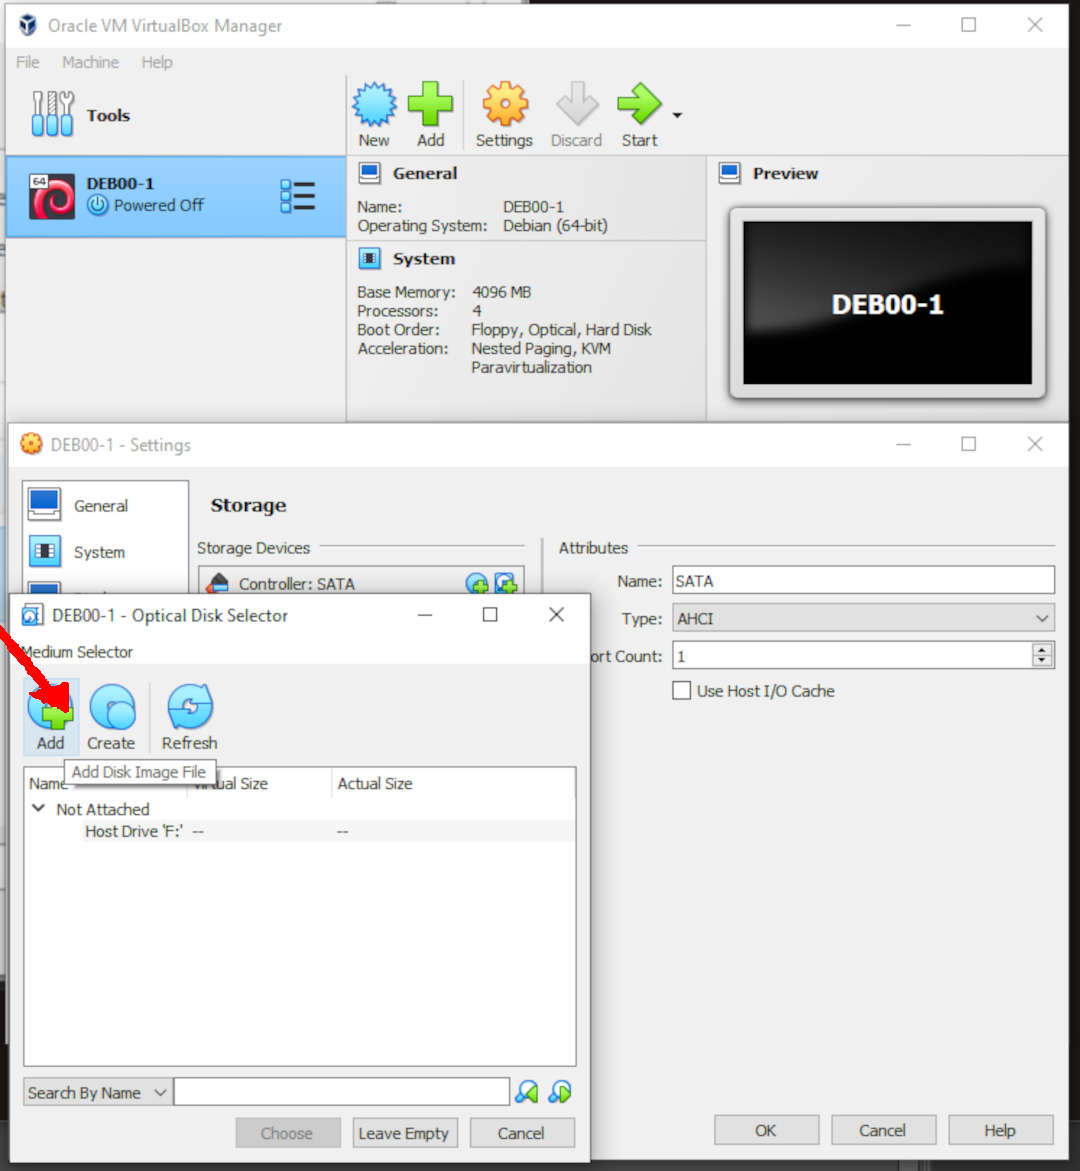 Oracle VM VirtualBox Manager
File Machine Help
Tools
New Add Settings Discard Start
64
DEB00-1
Powered Off
General
Name: DEB00-1
Operating System: Debian (64-bit)
System
Base Memory: 4096 MB
Processors: 4
Boot Order: Floppy, Optical, Hard Disk
Acceleration: Nested Paging, KVM
Paravirtualization
Preview
DEB00-1
DEB00-1 - Settings
General
System
Storage
Storage Devices
Controller: SATA
Attributes
Name: SATA
Type: AHCI
ort Count: 1
Use Host I/O Cache
DEB00-1 - Optical Disk Selector
Medium Selector
Add Create Refresh
Add Disk Image File
Name Virtual Size Actual Size
Not Attached
Host Drive 'F:' -- --
Search By Name
Choose Leave Empty Cancel
OK Cancel Help